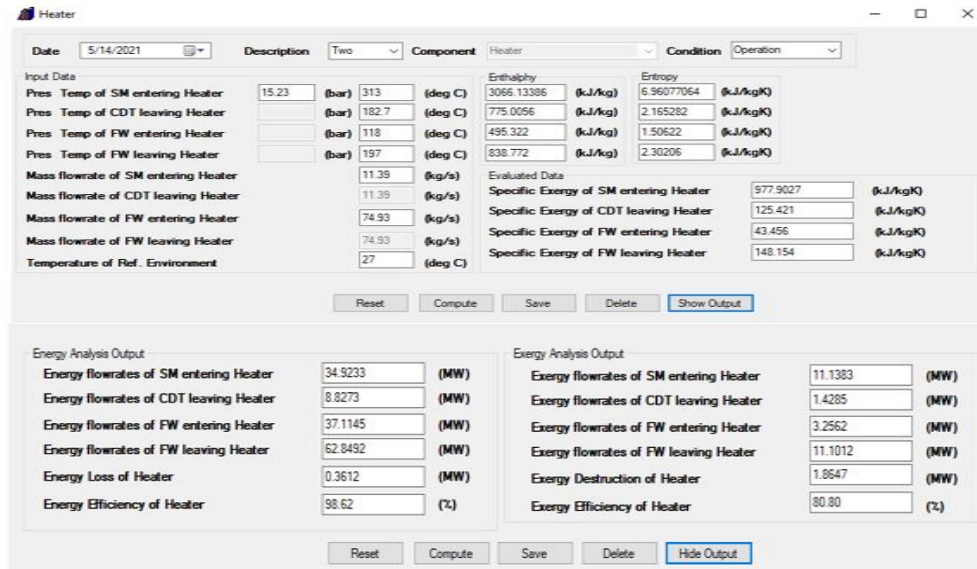 Heater
Date 5/14/2021 Description Two Component Heater Condition Operation
Input Data Enthalphy Entropy
Pres Temp of SM entering Heater 15.23 (bar) 313 (deg C) 3066.13386 (kJ/kg) 6.96077064 (kJ/kgK)
Pres Temp of CDT leaving Heater (bar) 182.7 (deg C) 775.0056 (kJ/kg) 2.165282 (kJ/kgK)
Pres Temp of FW entering Heater (bar) 118 (deg C) 495.322 (kJ/kg) 1.50622 (kJ/kgK)
Pres Temp of FW leaving Heater (bar) 197 (deg C) 838.772 (kJ/kg) 2.30206 (kJ/kgK)
Mass flowrate of SM entering Heater 11.39 (kg/s)
Mass flowrate of CDT leaving Heater 11.39 (kg/s)
Mass flowrate of FW entering Heater 74.93 (kg/s)
Mass flowrate of FW leaving Heater 74.93 (kg/s)
Temperature of Ref. Environment 27 (deg C)
Evaluated Data
Specific Exergy of SM entering Heater 977.9027 (kJ/kgK)
Specific Exergy of CDT leaving Heater 125.421 (kJ/kgK)
Specific Exergy of FW entering Heater 43.456 (kJ/kgK)
Specific Exergy of FW leaving Heater 148.154 (kJ/kgK)
Reset Compute Save Delete Show Output
Energy Analysis Output
Energy flowrates of SM entering Heater 34.9233 (MW)
Energy flowrates of CDT leaving Heater 8.8273 (MW)
Energy flowrates of FW entering Heater 37.1145 (MW)
Energy flowrates of FW leaving Heater 62.8492 (MW)
Energy Loss of Heater 0.3612 (MW)
Energy Efficiency of Heater 98.62 (%)
Exergy Analysis Output
Exergy flowrates of SM entering Heater 11.1383 (MW)
Exergy flowrates of CDT leaving Heater 1.4285 (MW)
Exergy flowrates of FW entering Heater 3.2562 (MW)
Exergy flowrates of FW leaving Heater 11.1012 (MW)
Exergy Destruction of Heater 1.8647 (MW)
Exergy Efficiency of Heater 80.80 (%)
Reset Compute Save Delete Hide Output